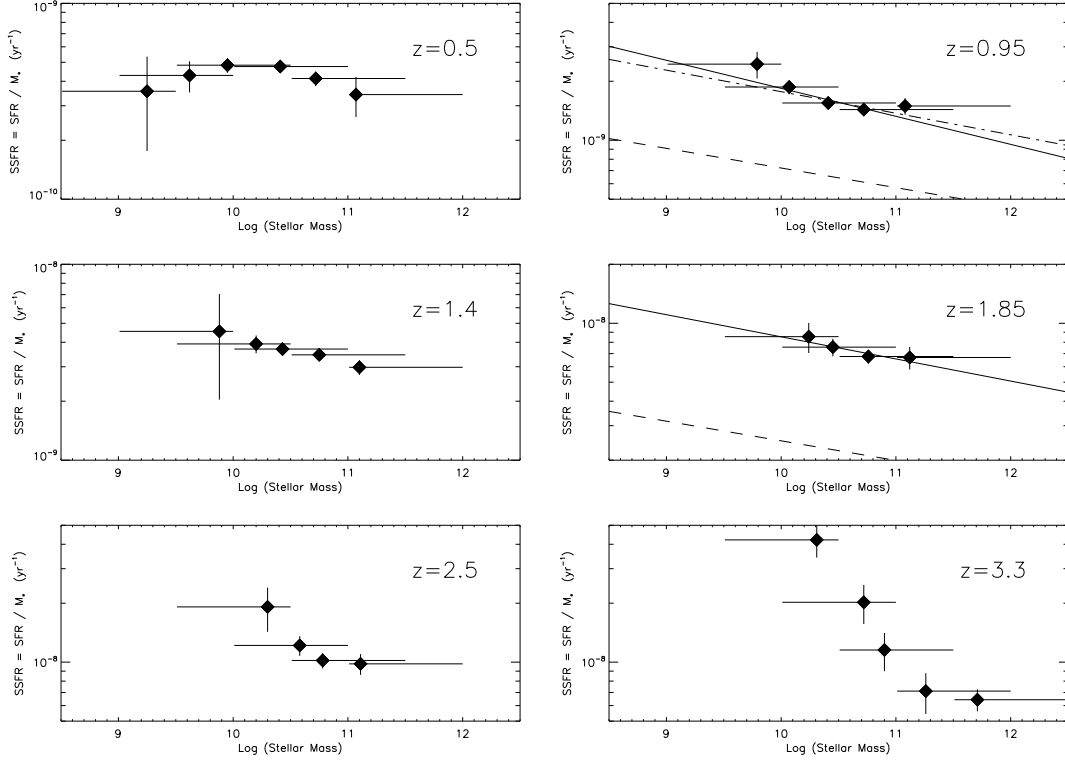 10⁻⁹
z=0.5
SSFR = SFR / M⁎ (yr⁻¹)
10⁻¹⁰
9 10 11 12
Log (Stellar Mass)
z=0.95
SSFR = SFR / M⁎ (yr⁻¹)
10⁻⁹
9 10 11 12
Log (Stellar Mass)
10⁻⁸
z=1.4
SSFR = SFR / M⁎ (yr⁻¹)
10⁻⁹
9 10 11 12
Log (Stellar Mass)
z=1.85
10⁻⁸
SSFR = SFR / M⁎ (yr⁻¹)
9 10 11 12
Log (Stellar Mass)
z=2.5
SSFR = SFR / M⁎ (yr⁻¹)
10⁻⁸
9 10 11 12
Log (Stellar Mass)
z=3.3
SSFR = SFR / M⁎ (yr⁻¹)
10⁻⁸
9 10 11 12
Log (Stellar Mass)